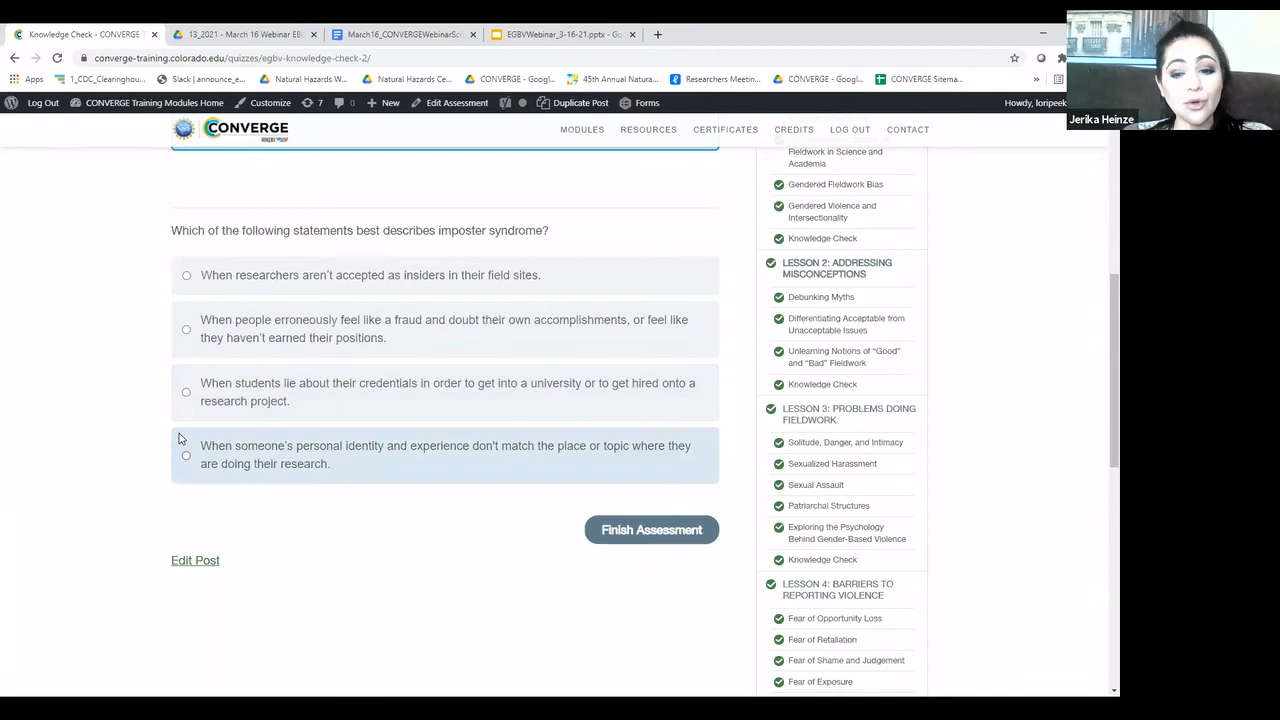 Knowledge Check - CONVERGE T
13_2021 - March 16 Webinar EB
EGBVWebinar_3-16-21.pptx - Go
converge-training.colorado.edu/quizzes/egbv-knowledge-check-2
Apps
1_CDC_Clearinghou...
Slack | announce_e...
Natural Hazards W...
Natural Hazards Ce...
CONVERGE - Googl...
45th Annual Natura...
Researchers Meetin...
CONVERGE - Googl...
CONVERGE Sitema...
Log Out
CONVERGE Training Modules Home
Customize
7
0
New
Edit Assessment
Duplicate Post
Forms
Howdy, loripeek
Jerika Heinze
CONVERGE
MODULES
RESOURCES
CERTIFICATES
CREDITS
LOG OUT
CONTACT
Which of the following statements best describes imposter syndrome?
When researchers aren’t accepted as insiders in their field sites.
When people erroneously feel like a fraud and doubt their own accomplishments, or feel like
they haven’t earned their positions.
When students lie about their credentials in order to get into a university or to get hired onto a
research project.
When someone’s personal identity and experience don't match the place or topic where they
are doing their research.
Finish Assessment
Edit Post
Fieldwork in Science and
Academia
Gendered Fieldwork Bias
Gendered Violence and
Intersectionality
Knowledge Check
LESSON 2: ADDRESSING
MISCONCEPTIONS
Debunking Myths
Differentiating Acceptable from
Unacceptable Issues
Unlearning Notions of “Good”
and “Bad” Fieldwork
Knowledge Check
LESSON 3: PROBLEMS DOING
FIELDWORK
Solitude, Danger, and Intimacy
Sexualized Harassment
Sexual Assault
Patriarchal Structures
Exploring the Psychology
Behind Gender-Based Violence
Knowledge Check
LESSON 4: BARRIERS TO
REPORTING VIOLENCE
Fear of Opportunity Loss
Fear of Retaliation
Fear of Shame and Judgement
Fear of Exposure